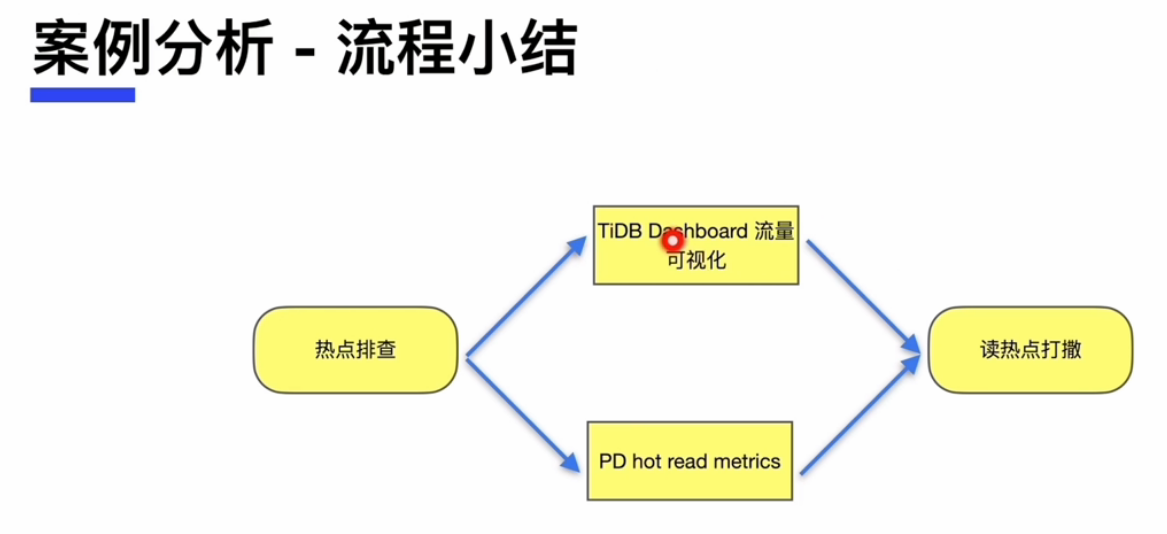 案例分析 - 流程小结
TiDB Dashboard 流量
可视化
热点排查
读热点打撒
PD hot read metrics